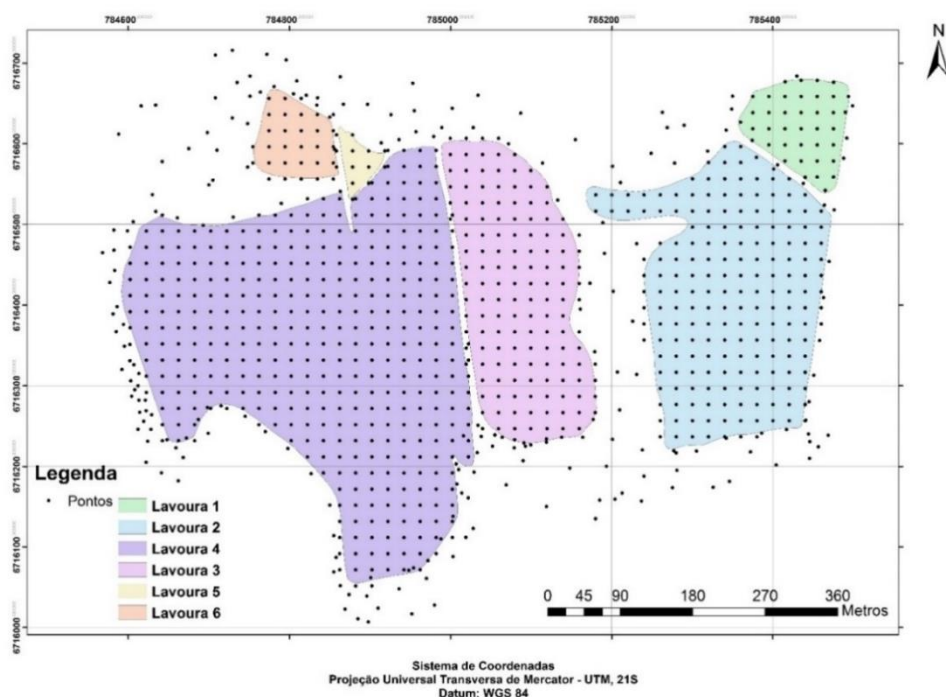 784600 784800 785000 785200 785400
N
6716700
6716600
6716500
6716400
6716300
6716200
6716100
6716000
Legenda
Pontos
Lavoura 1
Lavoura 2
Lavoura 4
Lavoura 3
Lavoura 5
Lavoura 6
0 45 90 180 270 360
Metros
Sistema de Coordenadas
Projeção Universal Transversa de Mercator - UTM, 21S
Datum: WGS 84